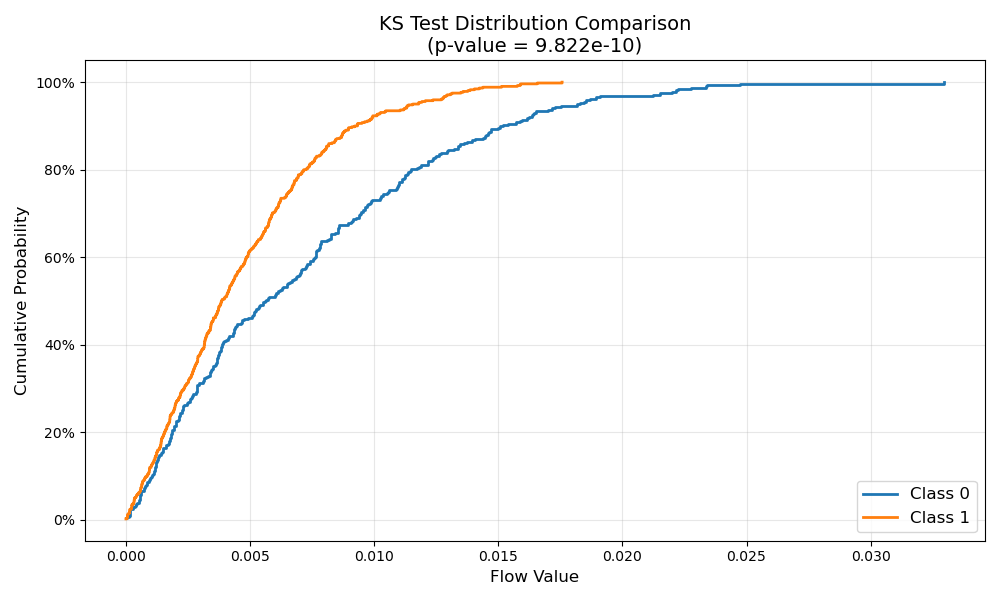 KS Test Distribution Comparison
(p-value = 9.822e-10)
Cumulative Probability
100%
80%
60%
40%
20%
0%
0.000
0.005
0.010
0.015
0.020
0.025
0.030
Flow Value
Class 0
Class 1